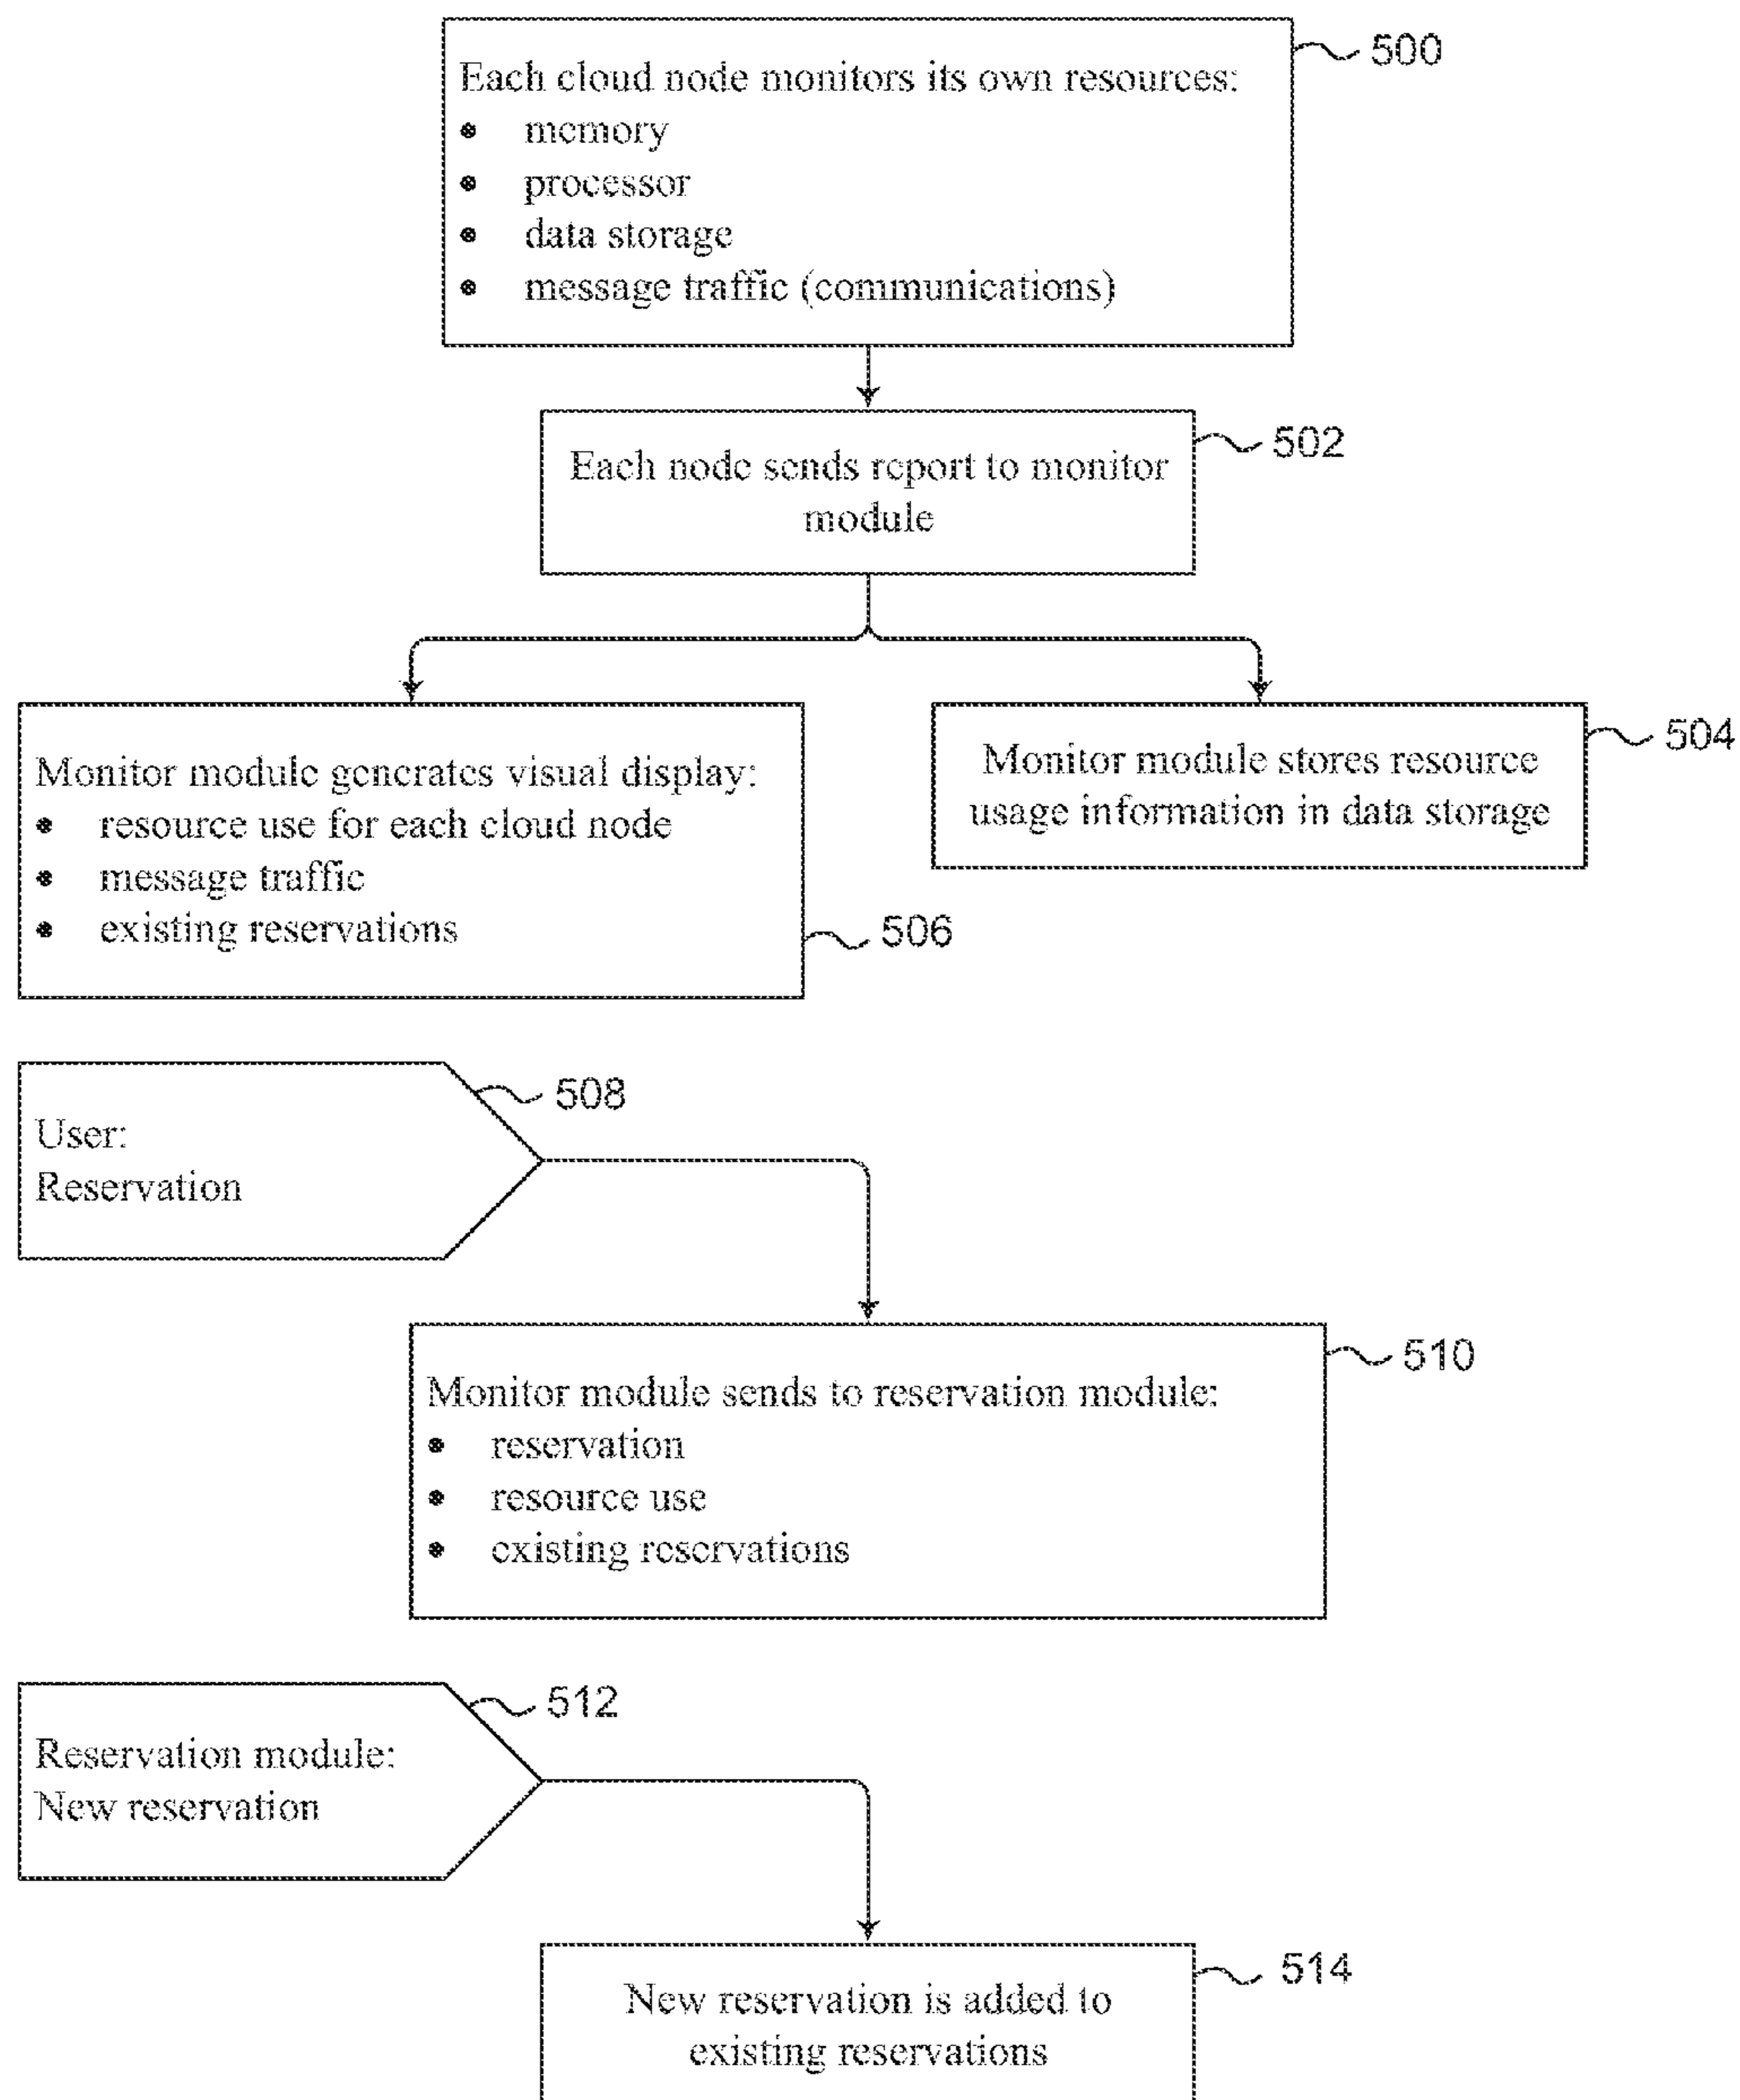 500
Each cloud node monitors its own resources:
• memory
• processor
• data storage
• message traffic (communications)
502
Each node sends report to monitor
module
504
Monitor module generates visual display:
• resource use for each cloud node
• message traffic
• existing reservations
506
Monitor module stores resource
usage information in data storage
508
User:
Reservation
510
Monitor module sends to reservation module:
• reservation
• resource use
• existing reservations
512
Reservation module:
New reservation
514
New reservation is added to
existing reservations